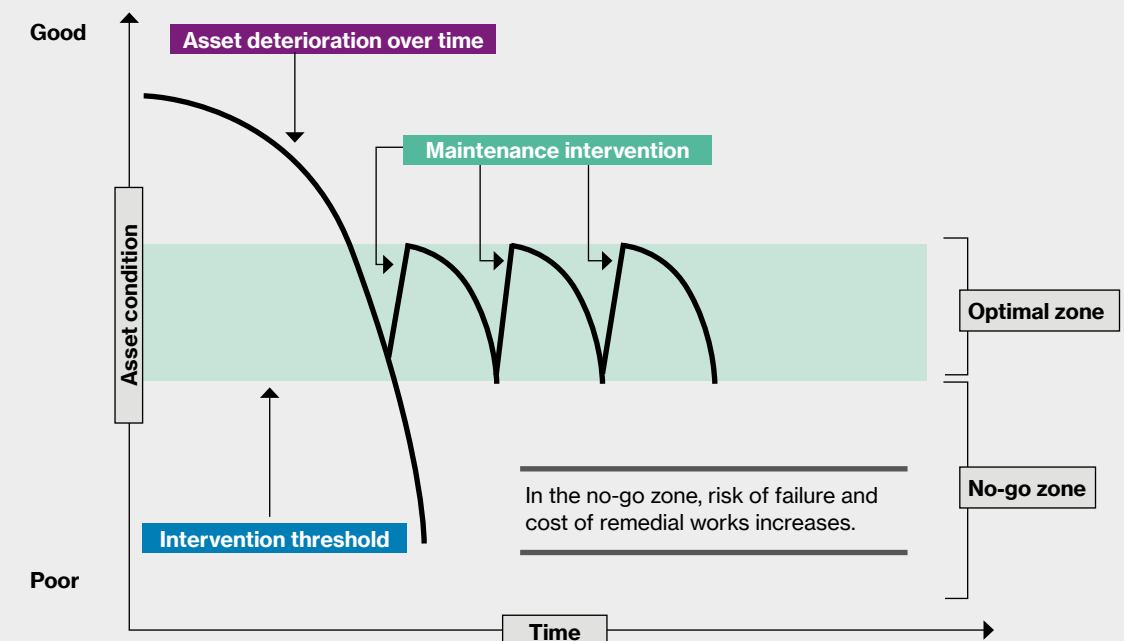 Good
Asset deterioration over time
Maintenance intervention
Asset condition
Optimal zone
No-go zone
In the no-go zone, risk of failure and
cost of remedial works increases.
Intervention threshold
Poor
Time